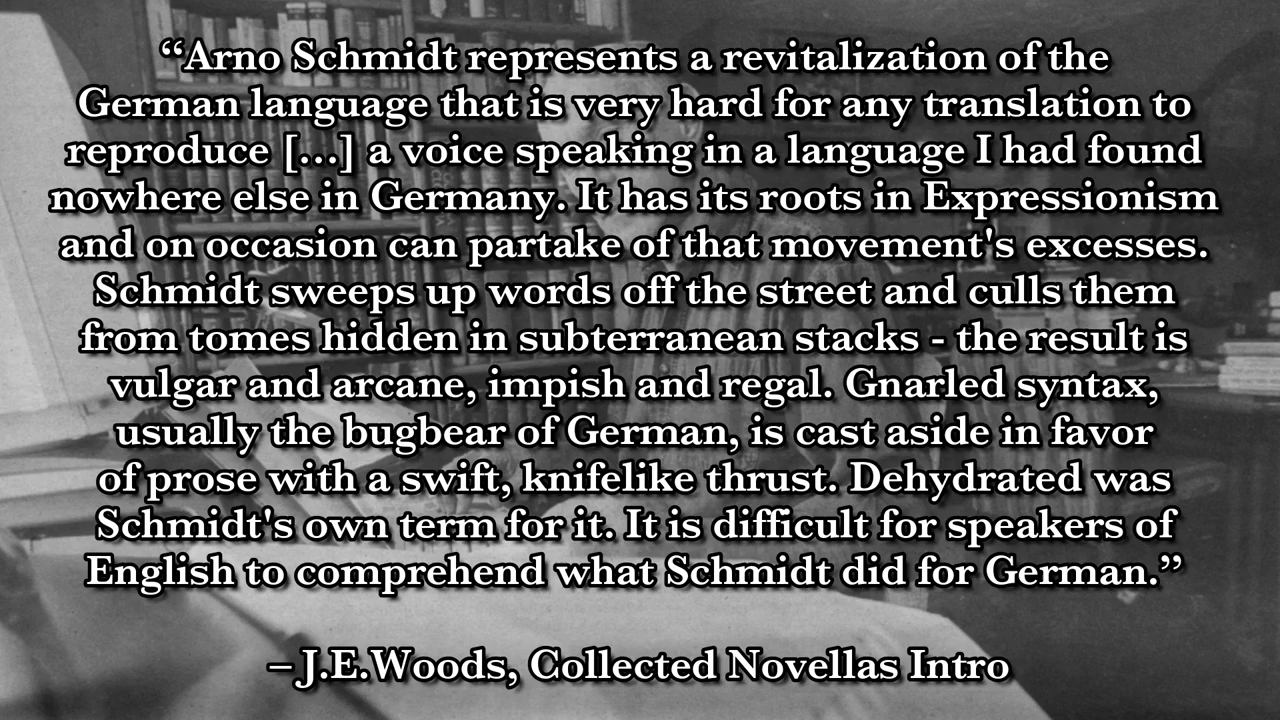 “Arno Schmidt represents a revitalization of the
German language that is very hard for any translation to
reproduce [...] a voice speaking in a language I had found
nowhere else in Germany. It has its roots in Expressionism
and on occasion can partake of that movement's excesses.
Schmidt sweeps up words off the street and culls them
from tomes hidden in subterranean stacks - the result is
vulgar and arcane, impish and regal. Gnarled syntax,
usually the bugbear of German, is cast aside in favor
of prose with a swift, knifelike thrust. Dehydrated was
Schmidt's own term for it. It is difficult for speakers of
English to comprehend what Schmidt did for German.”
– J.E.Woods, Collected Novellas Intro